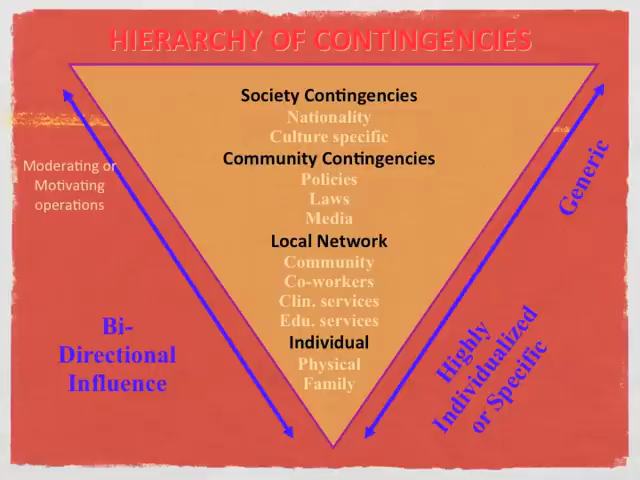 HIERARCHY OF CONTINGENCIES
Society Contingencies
Nationality
Culture specific
Community Contingencies
Policies
Laws
Media
Local Network
Community
Co-workers
Clin. services
Edu. services
Individual
Physical
Family
Moderating or
Motivating
operations
Bi-
Directional
Influence
Generic
Highly
Individualized
or Specific